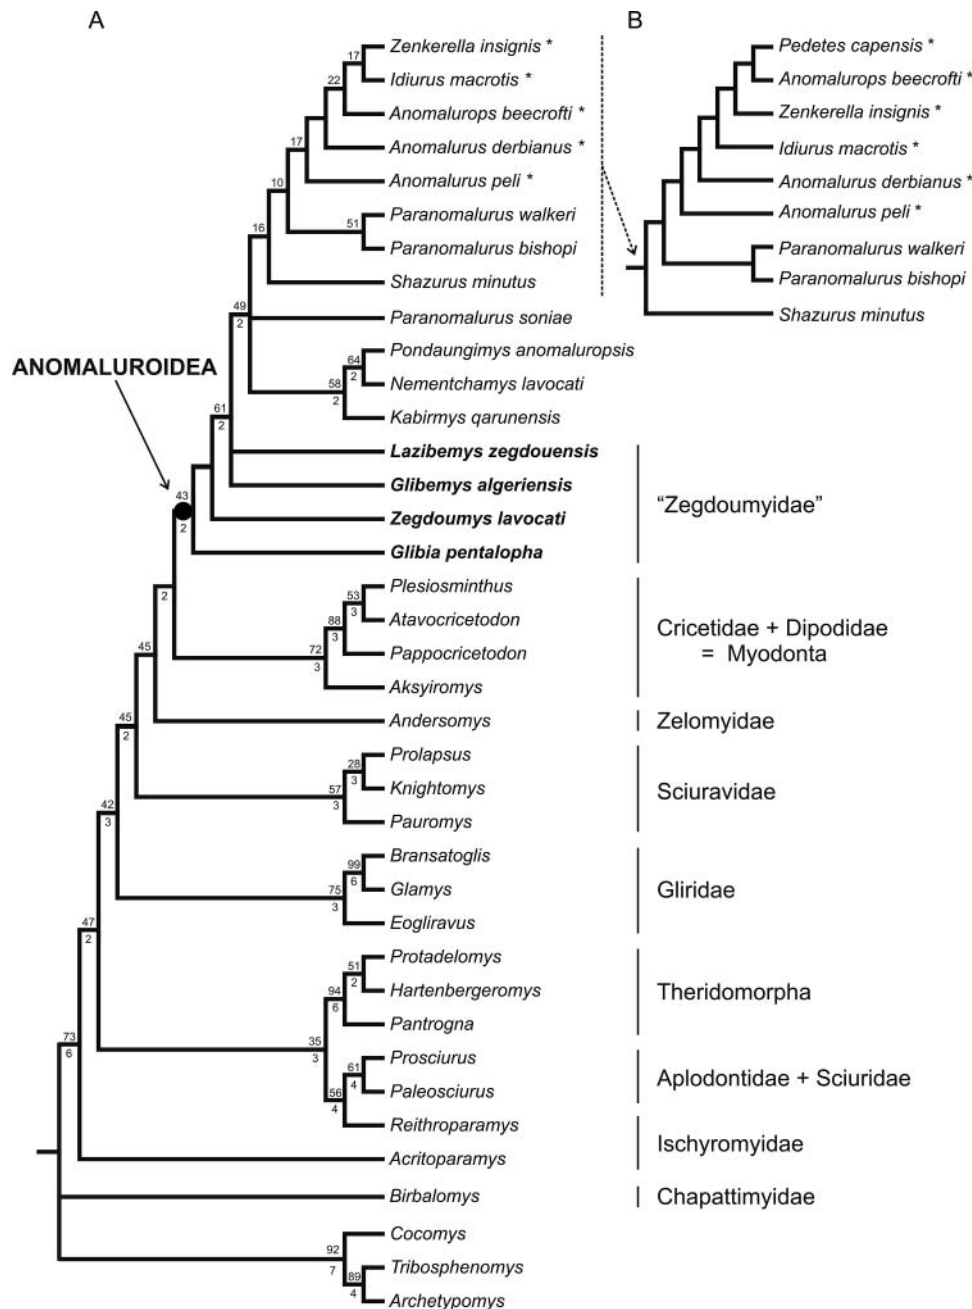 A
B
17
Zenkerella insignis *
22
Idiurus macrotis *
Anomalurops beecrofti *
17
Anomalurus derbianus *
10
Anomalurus peli *
51
Paranomalurus walkeri
16
Paranomalurus bishopi
Shazurus minutus
49
2
Paranomalurus soniae
64
2
Pondaungimys anomaluropsis
58
2
Nementchamys lavocati
Kabirmys qarunensis
Pedetes capensis *
Anomalurops beecrofti *
Zenkerella insignis *
Idiurus macrotis *
Anomalurus derbianus *
Anomalurus peli *
Paranomalurus walkeri
Paranomalurus bishopi
Shazurus minutus
ANOMALUROIDEA
61
2
Lazibemys zegdouensis
Glibemys algeriensis
43
2
Zegdoumys lavocati
Glibia pentalopha
“Zegdoumyidae”
2
53
3
Plesiosminthus
88
3
Atavocricetodon
72
3
Pappocricetodon
Aksyiromys
Cricetidae + Dipodidae
= Myodonta
45
Andersomys
Zelomyidae
45
2
28
3
Prolapsus
57
3
Knightomys
Pauromys
Sciuravidae
42
3
99
6
Bransatoglis
75
3
Glamys
Eogliravus
Gliridae
47
2
51
2
Protadelomys
94
6
Hartenbergeromys
Pantrogna
Theridomorpha
35
3
61
4
Prosciurus
56
4
Paleosciurus
Aplodontidae + Sciuridae
Reithroparamys
73
6
Acritoparamys
Ischyromyidae
Birbalomys
Chapattimyidae
92
7
Cocomys
89
4
Tribosphenomys
Archetypomys